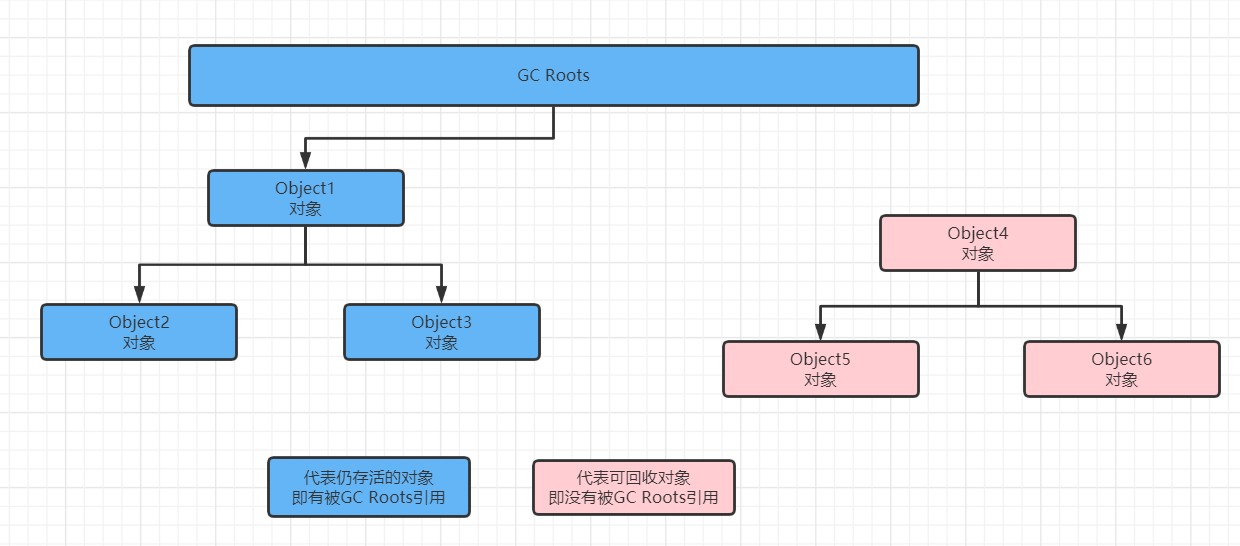 GC Roots
Object1
对象
Object4
对象
Object2
对象
Object3
对象
Object5
对象
Object6
对象
代表仍存活的对象
即有被GC Roots引用
代表可回收对象
即没有被GC Roots引用